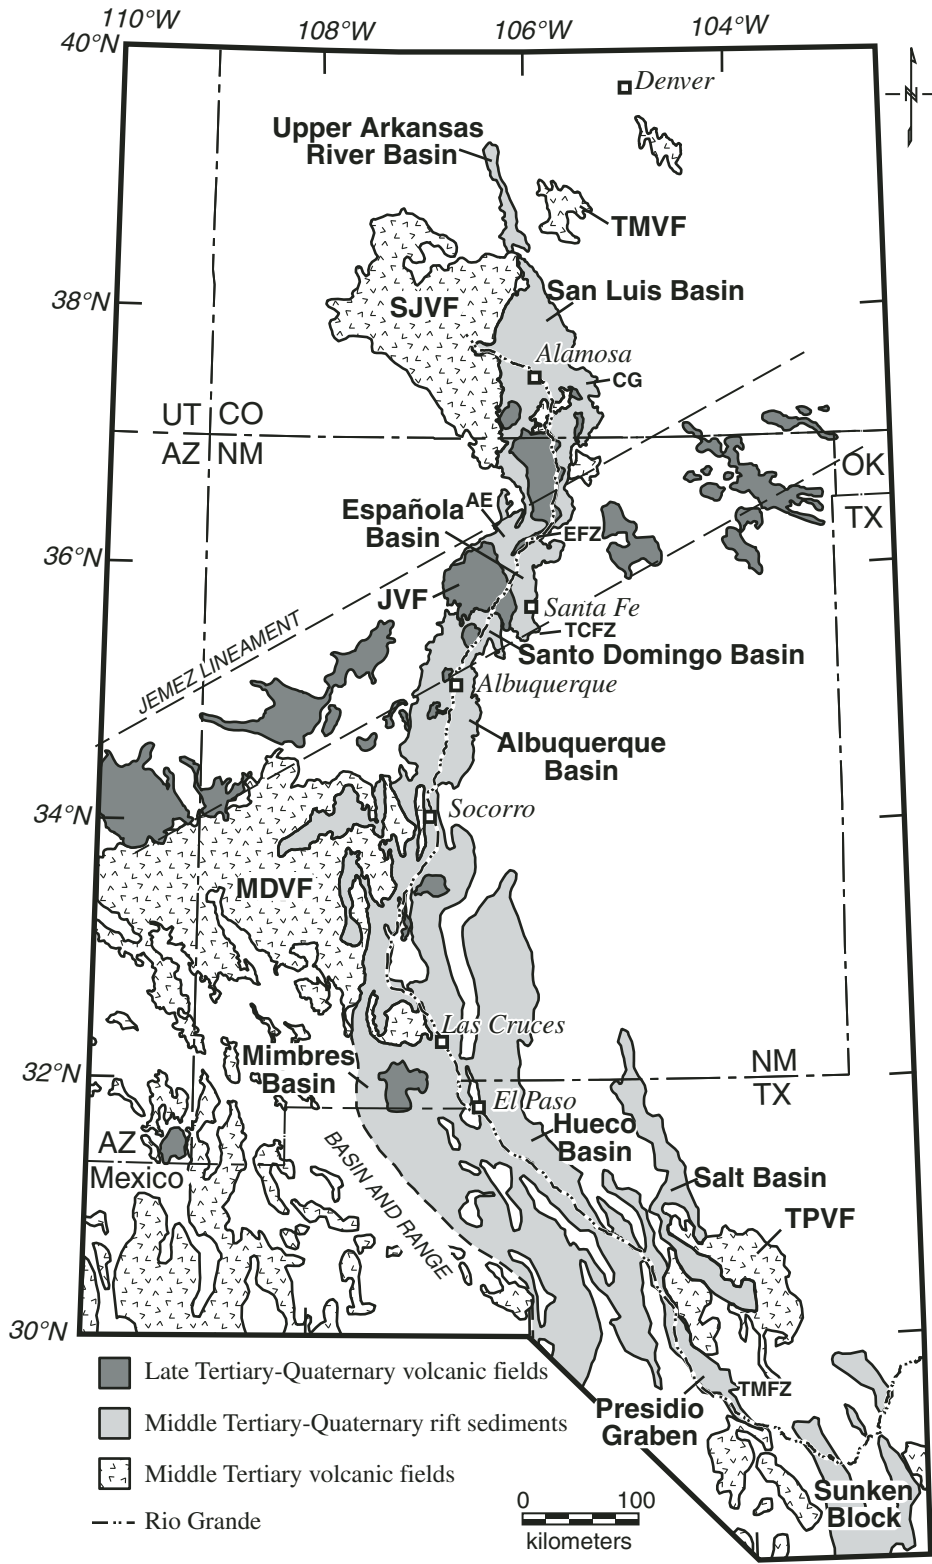 110°W
108°W
106°W
104°W
40°N
Denver
N
Upper Arkansas
River Basin
TMVF
38°N
SJVF
San Luis Basin
Alamosa
CG
UT CO
AZ NM
OK
TX
Española
Basin
AE
EFZ
36°N
JVF
Santa Fe
TCFZ
Santo Domingo Basin
JEMEZ LINEAMENT
Albuquerque
Albuquerque
Basin
34°N
Socorro
MDVF
Las Cruces
Mimbres
Basin
32°N
NM
TX
El Paso
Hueco
Basin
AZ
Mexico
BASIN AND RANGE
Salt Basin
TPVF
30°N
TMFZ
Presidio
Graben
Sunken
Block
Late Tertiary-Quaternary volcanic fields
Middle Tertiary-Quaternary rift sediments
Middle Tertiary volcanic fields
Rio Grande
0 100
kilometers